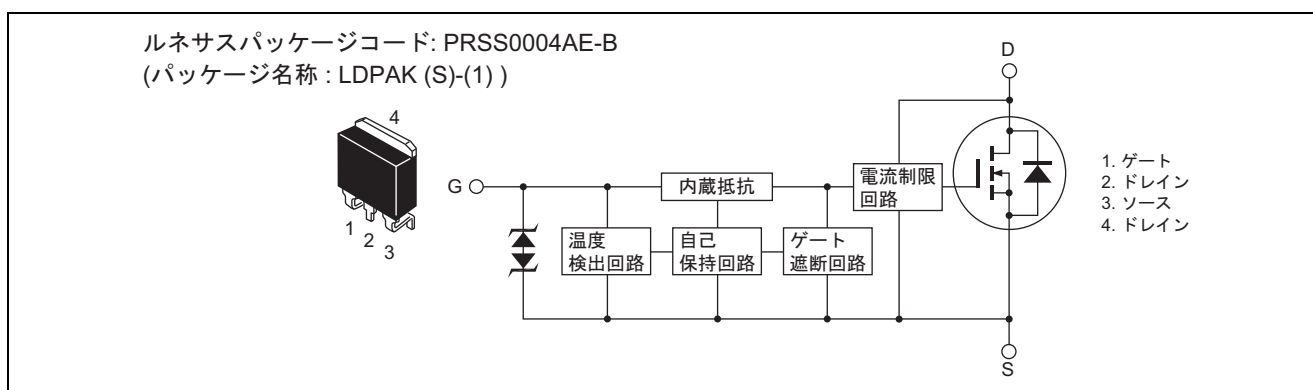 ルネサスパッケージコード: PRSS0004AE-B
(パッケージ名称 : LDPAK (S)-(1) )
4
1
2
3
D
G
内蔵抵抗
電流制限
回路
温度
検出回路
自己
保持回路
ゲート
遮断回路
S
1. ゲート
2. ドレイン
3. ソース
4. ドレイン